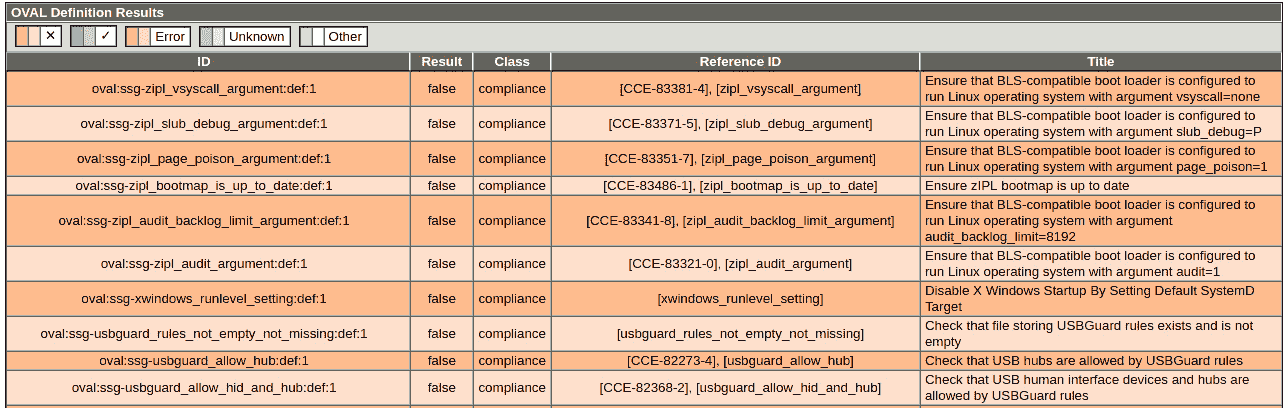 OVAL Definition Results
✕ ✓ Error Unknown Other
ID Result Class Reference ID Title
oval:ssg-zipl_vsyscall_argument:def:1 false compliance [CCE-83381-4], [zipl_vsyscall_argument] Ensure that BLS-compatible boot loader is configured to
run Linux operating system with argument vsyscall=none
oval:ssg-zipl_slub_debug_argument:def:1 false compliance [CCE-83371-5], [zipl_slub_debug_argument] Ensure that BLS-compatible boot loader is configured to
run Linux operating system with argument slub_debug=P
oval:ssg-zipl_page_poison_argument:def:1 false compliance [CCE-83351-7], [zipl_page_poison_argument] Ensure that BLS-compatible boot loader is configured to
run Linux operating system with argument page_poison=1
oval:ssg-zipl_bootmap_is_up_to_date:def:1 false compliance [CCE-83486-1], [zipl_bootmap_is_up_to_date] Ensure zIPL bootmap is up to date
oval:ssg-zipl_audit_backlog_limit_argument:def:1 false compliance [CCE-83341-8], [zipl_audit_backlog_limit_argument] Ensure that BLS-compatible boot loader is configured to
run Linux operating system with argument
audit_backlog_limit=8192
oval:ssg-zipl_audit_argument:def:1 false compliance [CCE-83321-0], [zipl_audit_argument] Ensure that BLS-compatible boot loader is configured to
run Linux operating system with argument audit=1
oval:ssg-xwindows_runlevel_setting:def:1 false compliance [xwindows_runlevel_setting] Disable X Windows Startup By Setting Default SystemD
Target
oval:ssg-usbguard_rules_not_empty_not_missing:def:1 false compliance [usbguard_rules_not_empty_not_missing] Check that file storing USBGuard rules exists and is not
empty
oval:ssg-usbguard_allow_hub:def:1 false compliance [CCE-82273-4], [usbguard_allow_hub] Check that USB hubs are allowed by USBGuard rules
oval:ssg-usbguard_allow_hid_and_hub:def:1 false compliance [CCE-82368-2], [usbguard_allow_hid_and_hub] Check that USB human interface devices and hubs are
allowed by USBGuard rules